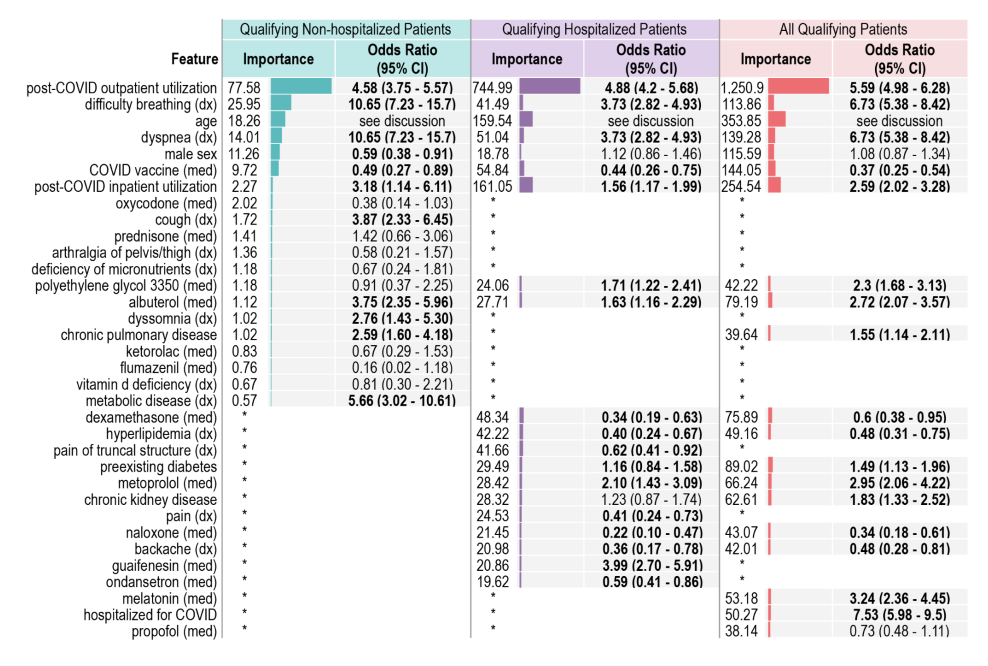 Qualifying Non-hospitalized Patients Qualifying Hospitalized Patients All Qualifying Patients
Feature Importance Odds Ratio (95% CI) Importance Odds Ratio (95% CI) Importance Odds Ratio (95% CI)
post-COVID outpatient utilization 77.58 4.58 (3.75 - 5.57) 744.99 4.88 (4.2 - 5.68) 1,250.9 5.59 (4.98 - 6.28)
difficulty breathing (dx) 25.95 10.65 (7.23 - 15.7) 41.49 3.73 (2.82 - 4.93) 113.86 6.73 (5.38 - 8.42)
age 18.26 see discussion 159.54 see discussion 353.85 see discussion
dyspnea (dx) 14.01 10.65 (7.23 - 15.7) 51.04 3.73 (2.82 - 4.93) 139.28 6.73 (5.38 - 8.42)
male sex 11.26 0.59 (0.38 - 0.91) 18.78 1.12 (0.86 - 1.46) 115.59 1.08 (0.87 - 1.34)
COVID vaccine (med) 9.72 0.49 (0.27 - 0.89) 54.84 0.44 (0.26 - 0.75) 144.05 0.37 (0.25 - 0.54)
post-COVID inpatient utilization 2.27 3.18 (1.14 - 6.11) 161.05 1.56 (1.17 - 1.99) 254.54 2.59 (2.02 - 3.28)
oxycodone (med) 2.02 0.38 (0.14 - 1.03) * *
cough (dx) 1.72 3.87 (2.33 - 6.45) * *
prednisone (med) 1.41 1.42 (0.66 - 3.06) * *
arthralgia of pelvis/thigh (dx) 1.36 0.58 (0.21 - 1.57) * *
deficiency of micronutrients (dx) 1.18 0.67 (0.24 - 1.81) * *
polyethylene glycol 3350 (med) 1.18 0.91 (0.37 - 2.25) 24.06 1.71 (1.22 - 2.41) 42.22 2.3 (1.68 - 3.13)
albuterol (med) 1.12 3.75 (2.35 - 5.96) 27.71 1.63 (1.16 - 2.29) 79.19 2.72 (2.07 - 3.57)
dyssomnia (dx) 1.02 2.76 (1.43 - 5.30) * *
chronic pulmonary disease 1.02 2.59 (1.60 - 4.18) * 39.64 1.55 (1.14 - 2.11)
ketorolac (med) 0.83 0.67 (0.29 - 1.53) * *
flumazenil (med) 0.76 0.16 (0.02 - 1.18) * *
vitamin d deficiency (dx) 0.67 0.81 (0.30 - 2.21) * *
metabolic disease (dx) 0.57 5.66 (3.02 - 10.61) * *
dexamethasone (med) * 48.34 0.34 (0.19 - 0.63) 75.89 0.6 (0.38 - 0.95)
hyperlipidemia (dx) * 42.22 0.40 (0.24 - 0.67) 49.16 0.48 (0.31 - 0.75)
pain of truncal structure (dx) * 41.66 0.62 (0.41 - 0.92) *
preexisting diabetes * 29.49 1.16 (0.84 - 1.58) 89.02 1.49 (1.13 - 1.96)
metoprolol (med) * 28.42 2.10 (1.43 - 3.09) 66.24 2.95 (2.06 - 4.22)
chronic kidney disease * 28.32 1.23 (0.87 - 1.74) 62.61 1.83 (1.33 - 2.52)
pain (dx) * 24.53 0.41 (0.24 - 0.73) *
naloxone (med) * 21.45 0.22 (0.10 - 0.47) 43.07 0.34 (0.18 - 0.61)
backache (dx) * 20.98 0.36 (0.17 - 0.78) 42.01 0.48 (0.28 - 0.81)
guaifenesin (med) * 20.86 3.99 (2.70 - 5.91) *
ondansetron (med) * 19.62 0.59 (0.41 - 0.86) *
melatonin (med) * * 53.18 3.24 (2.36 - 4.45)
hospitalized for COVID * * 50.27 7.53 (5.98 - 9.5)
propofol (med) * * 38.14 0.73 (0.48 - 1.11)